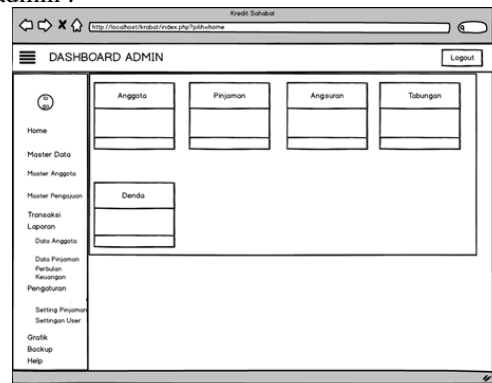 admin :
Kredit Sahabat
http://localhost/krabat/index.php?pilih=home
DASHBOARD ADMIN
Logout
Anggota
Pinjaman
Angsuran
Tabungan
Denda
Home
Master Data
Master Anggota
Master Pengajuan
Transaksi
Laporan
Data Anggota
Data Pinjaman
Perbulan
Keuangan
Pengaturan
Setting Pinjaman
Settingan User
Grafik
Backup
Help